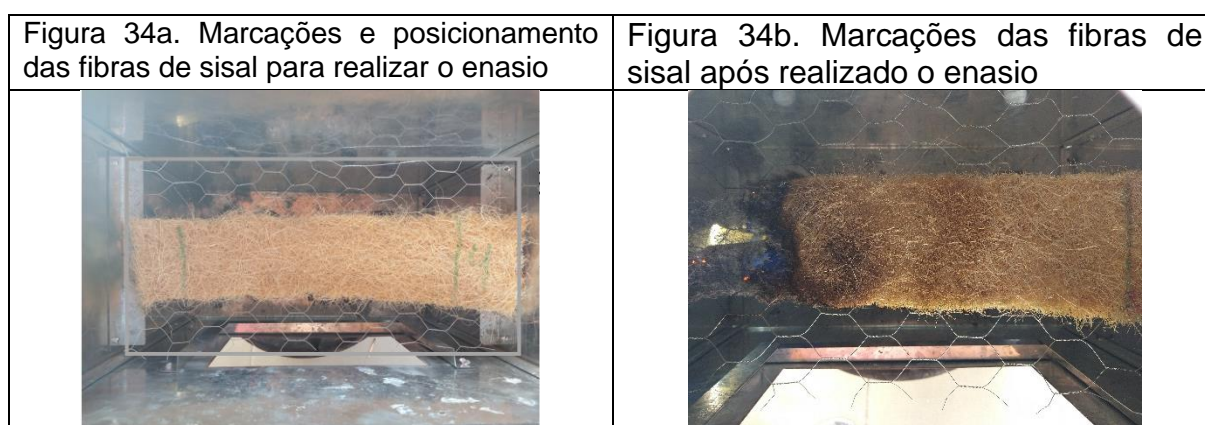 Figura 34a. Marcações e posicionamento
das fibras de sisal para realizar o enasio
Figura 34b. Marcações das fibras de
sisal após realizado o enasio